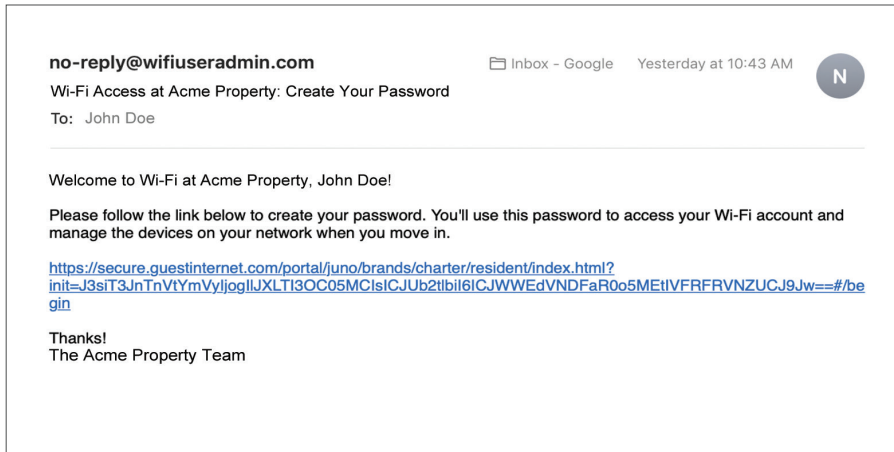 no-reply@wifiuseradmin.com
Inbox - Google Yesterday at 10:43 AM
N
Wi-Fi Access at Acme Property: Create Your Password
To: John Doe
Welcome to Wi-Fi at Acme Property, John Doe!
Please follow the link below to create your password. You'll use this password to access your Wi-Fi account and
manage the devices on your network when you move in.
https://secure.guestinternet.com/portal/juno/brands/charter/resident/index.html?
init=J3siT3JnTnVtYmVyIjogIlJXLTI3OC05MCIsICJUb2tlbiI6ICJWWEdVNDFaR0o5MEtIVFRFRVNZUCJ9Jw==#/be
gin
Thanks!
The Acme Property Team